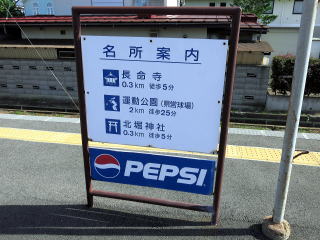 名所案内
長命寺
0.3km 徒歩5分
運動公園(県営球場)
2km 徒歩25分
北堀神社
0.3km 徒歩5分
PEPSI